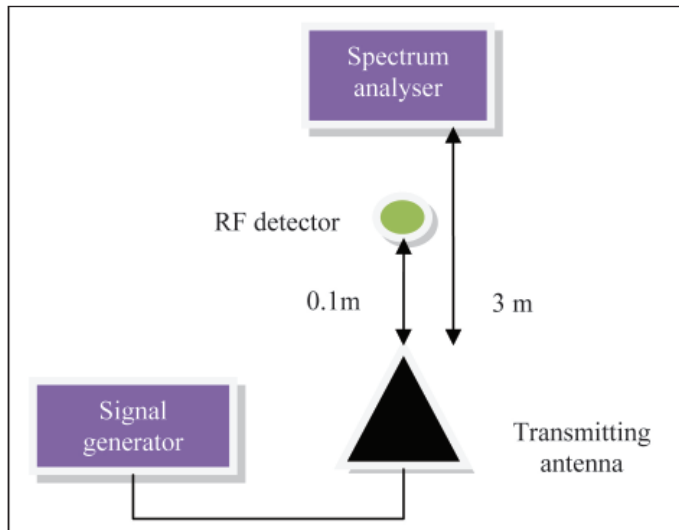 Spectrum
analyser
RF detector
0.1m
3 m
Signal
generator
Transmitting
antenna